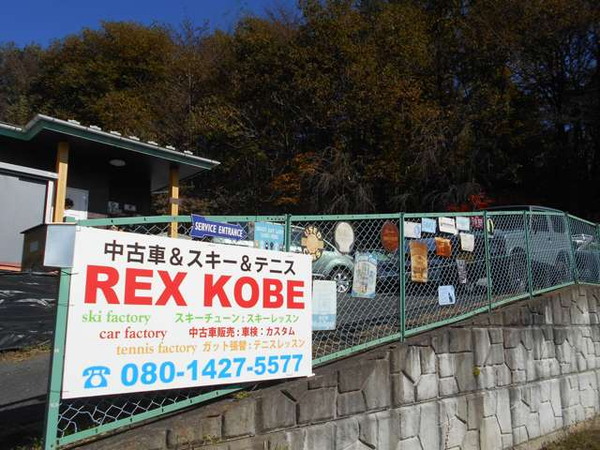 SERVICE ENTRANCE
中古車&スキー&テニス
REX KOBE
ski factory スキーチューン:スキーレッスン
car factory 中古車販売:車検:カスタム
tennis factory ガット張替:テニスレッスン
☎ 080-1427-5577